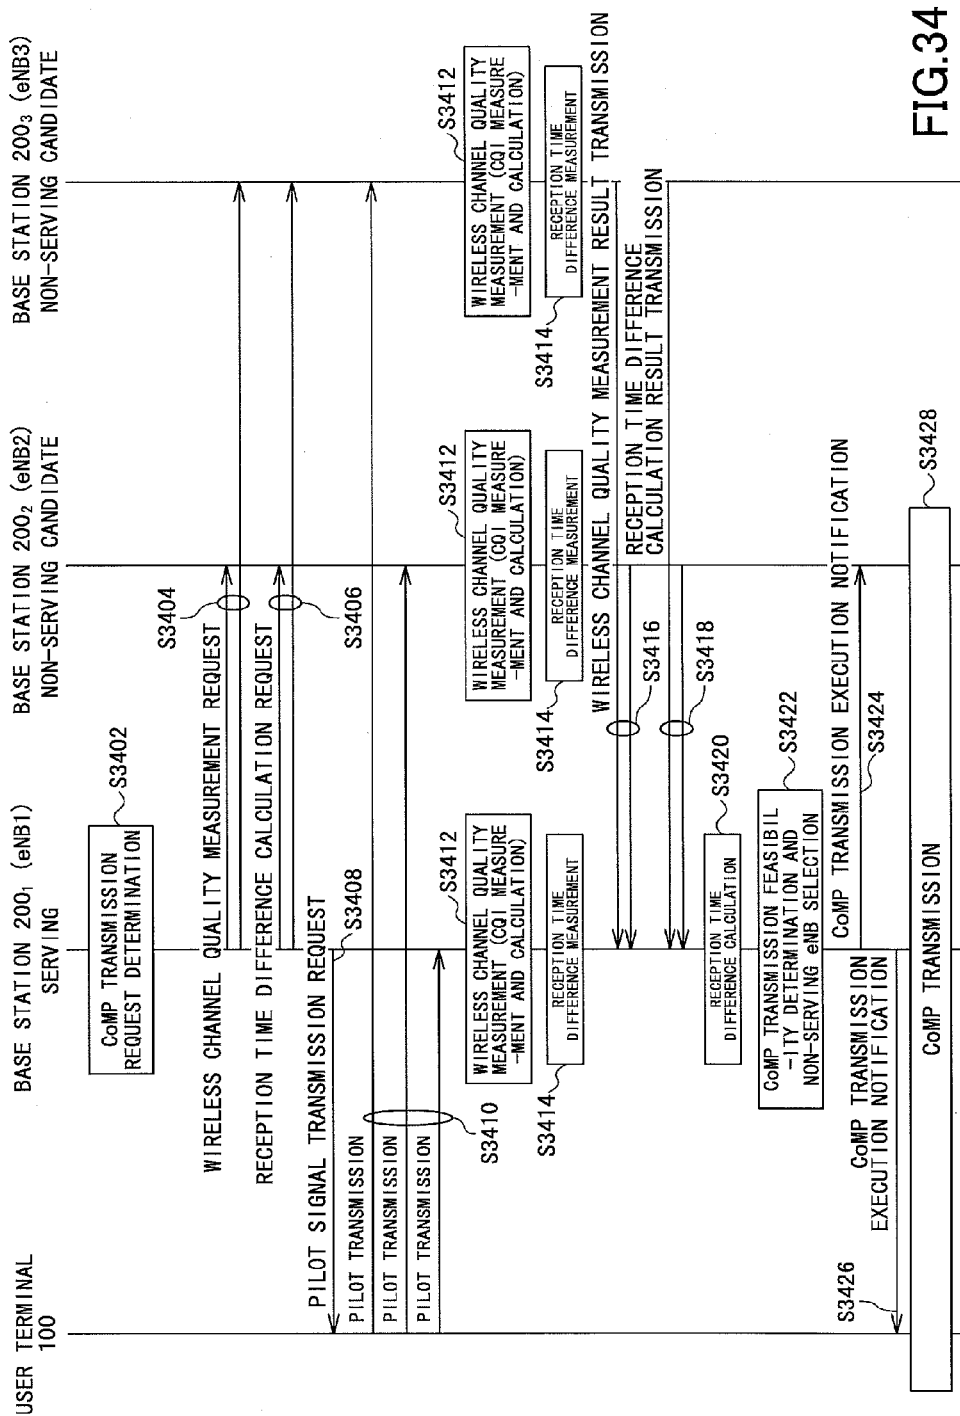 USER TERMINAL
100
BASE STATION 200₁ (eNB1)
SERVING
BASE STATION 200₂ (eNB2)
NON-SERVING CANDIDATE
BASE STATION 200₃ (eNB3)
NON-SERVING CANDIDATE
CoMP TRANSMISSION
REQUEST DETERMINATION
S3402
WIRELESS CHANNEL QUALITY MEASUREMENT REQUEST
S3404
RECEPTION TIME DIFFERENCE CALCULATION REQUEST
S3406
PILOT SIGNAL TRANSMISSION REQUEST
S3408
PILOT TRANSMISSION
PILOT TRANSMISSION
PILOT TRANSMISSION
S3410
WIRELESS CHANNEL QUALITY
MEASUREMENT (CQI MEASURE
-MENT AND CALCULATION)
S3412
WIRELESS CHANNEL QUALITY
MEASUREMENT (CQI MEASURE
-MENT AND CALCULATION)
S3412
WIRELESS CHANNEL QUALITY
MEASUREMENT (CQI MEASURE
-MENT AND CALCULATION)
S3412
RECEPTION TIME
DIFFERENCE MEASUREMENT
S3414
RECEPTION TIME
DIFFERENCE MEASUREMENT
S3414
RECEPTION TIME
DIFFERENCE MEASUREMENT
S3414
WIRELESS CHANNEL QUALITY MEASUREMENT RESULT TRANSMISSION
S3416
RECEPTION TIME DIFFERENCE
CALCULATION RESULT TRANSMISSION
S3418
RECEPTION TIME
DIFFERENCE CALCULATION
S3420
CoMP TRANSMISSION FEASIBIL
-ITY DETERMINATION AND
NON-SERVING eNB SELECTION
S3422
CoMP TRANSMISSION EXECUTION NOTIFICATION
S3424
CoMP TRANSMISSION
EXECUTION NOTIFICATION
S3426
CoMP TRANSMISSION
S3428
FIG.34